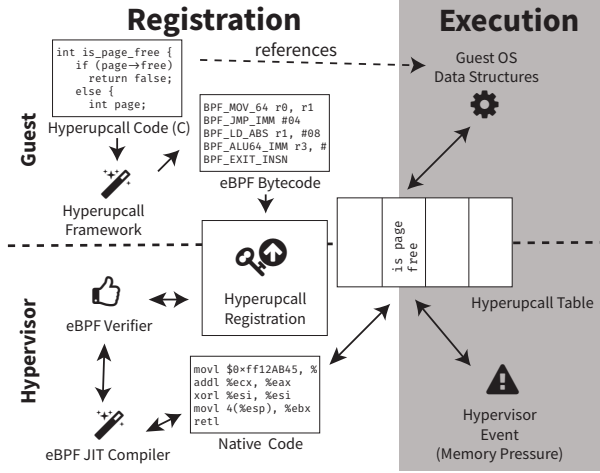 Registration
Execution
int is_page_free {
if (page→free)
return false;
else {
int page;
references
Guest OS
Data Structures
Guest
Hyperupcall Code (C)
BPF_MOV_64 r0, r1
BPF_JMP_IMM #04
BPF_LD_ABS r1, #08
BPF_ALU64_IMM r3, #
BPF_EXIT_INSN
eBPF Bytecode
Hyperupcall
Framework
is page
free
Hyperupcall
Registration
Hyperupcall Table
Hypervisor
eBPF Verifier
movl $0×ff12AB45, %
addl %ecx, %eax
xorl %esi, %esi
movl 4(%esp), %ebx
retl
Native Code
eBPF JIT Compiler
Hypervisor
Event
(Memory Pressure)